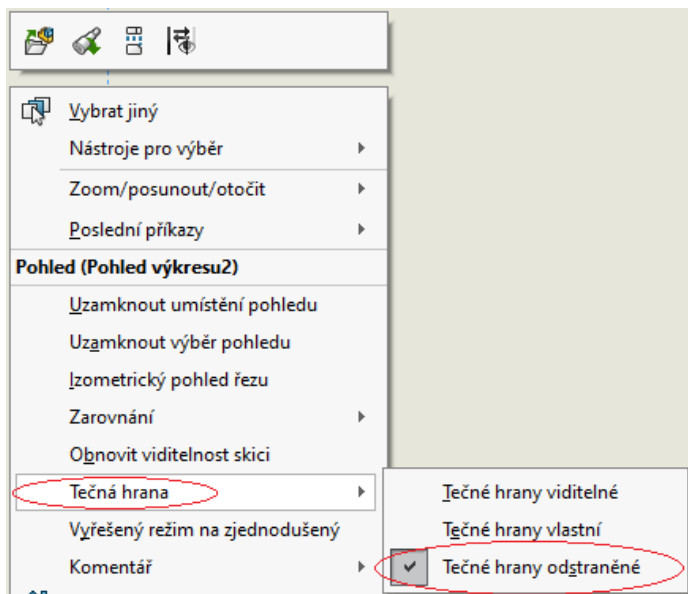 Vybrat jiný
Nástroje pro výběr
Zoom/posunout/otočit
Poslední příkazy
Pohled (Pohled výkresu2)
Uzamknout umístění pohledu
Uzamknout výběr pohledu
Izometrický pohled řezu
Zarovnání
Obnovit viditelnost skici
Tečná hrana
Tečné hrany viditelné
Tečné hrany vlastní
Vyřešený režim na zjednodušený
Komentář
Tečné hrany odstraněné